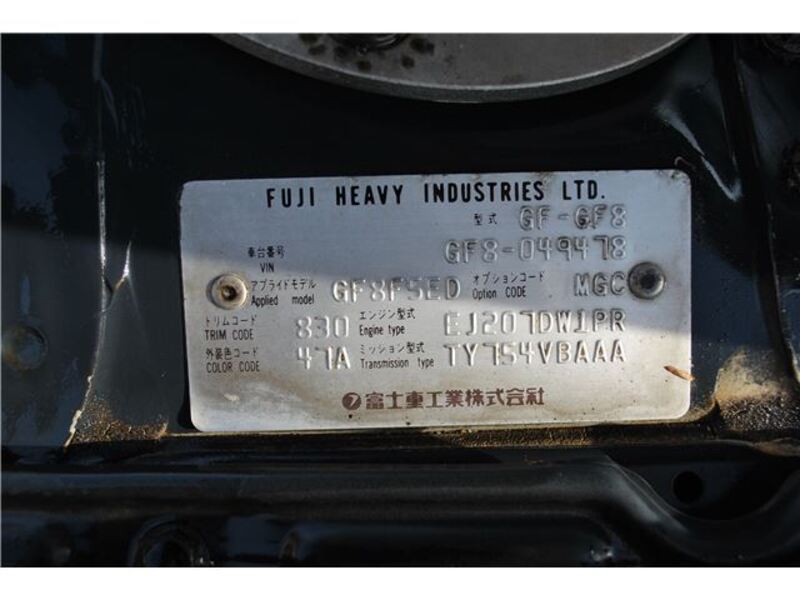 FUJI HEAVY INDUSTRIES LTD.
型式 GF-GF8
車台番号 VIN GF8-049478
アプライドモデル Applied model GF8F5ED オプションコード Option CODE MGC
トリムコード TRIM CODE 830 エンジン型式 Engine type EJ207DW1PR
外装色コード COLOR CODE 47A ミッション型式 Transmission type TY754VBAAA
富士重工業株式会社